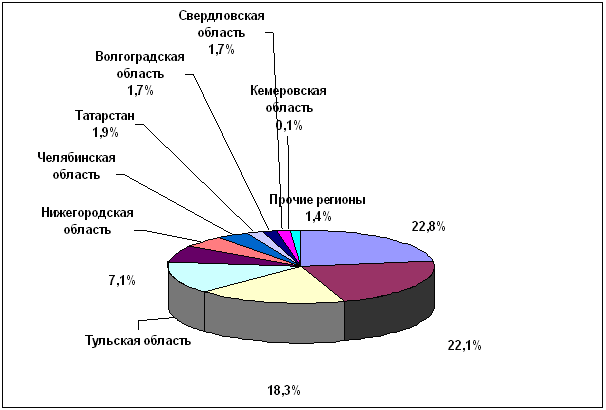 Свердловская
область
1,7%
Волгоградская
область
1,7%
Кемеровская
область
0,1%
Татарстан
1,9%
Челябинская
область
Прочие регионы
1,4%
Нижегородская
область
22,8%
7,1%
Тульская область
22,1%
18,3%